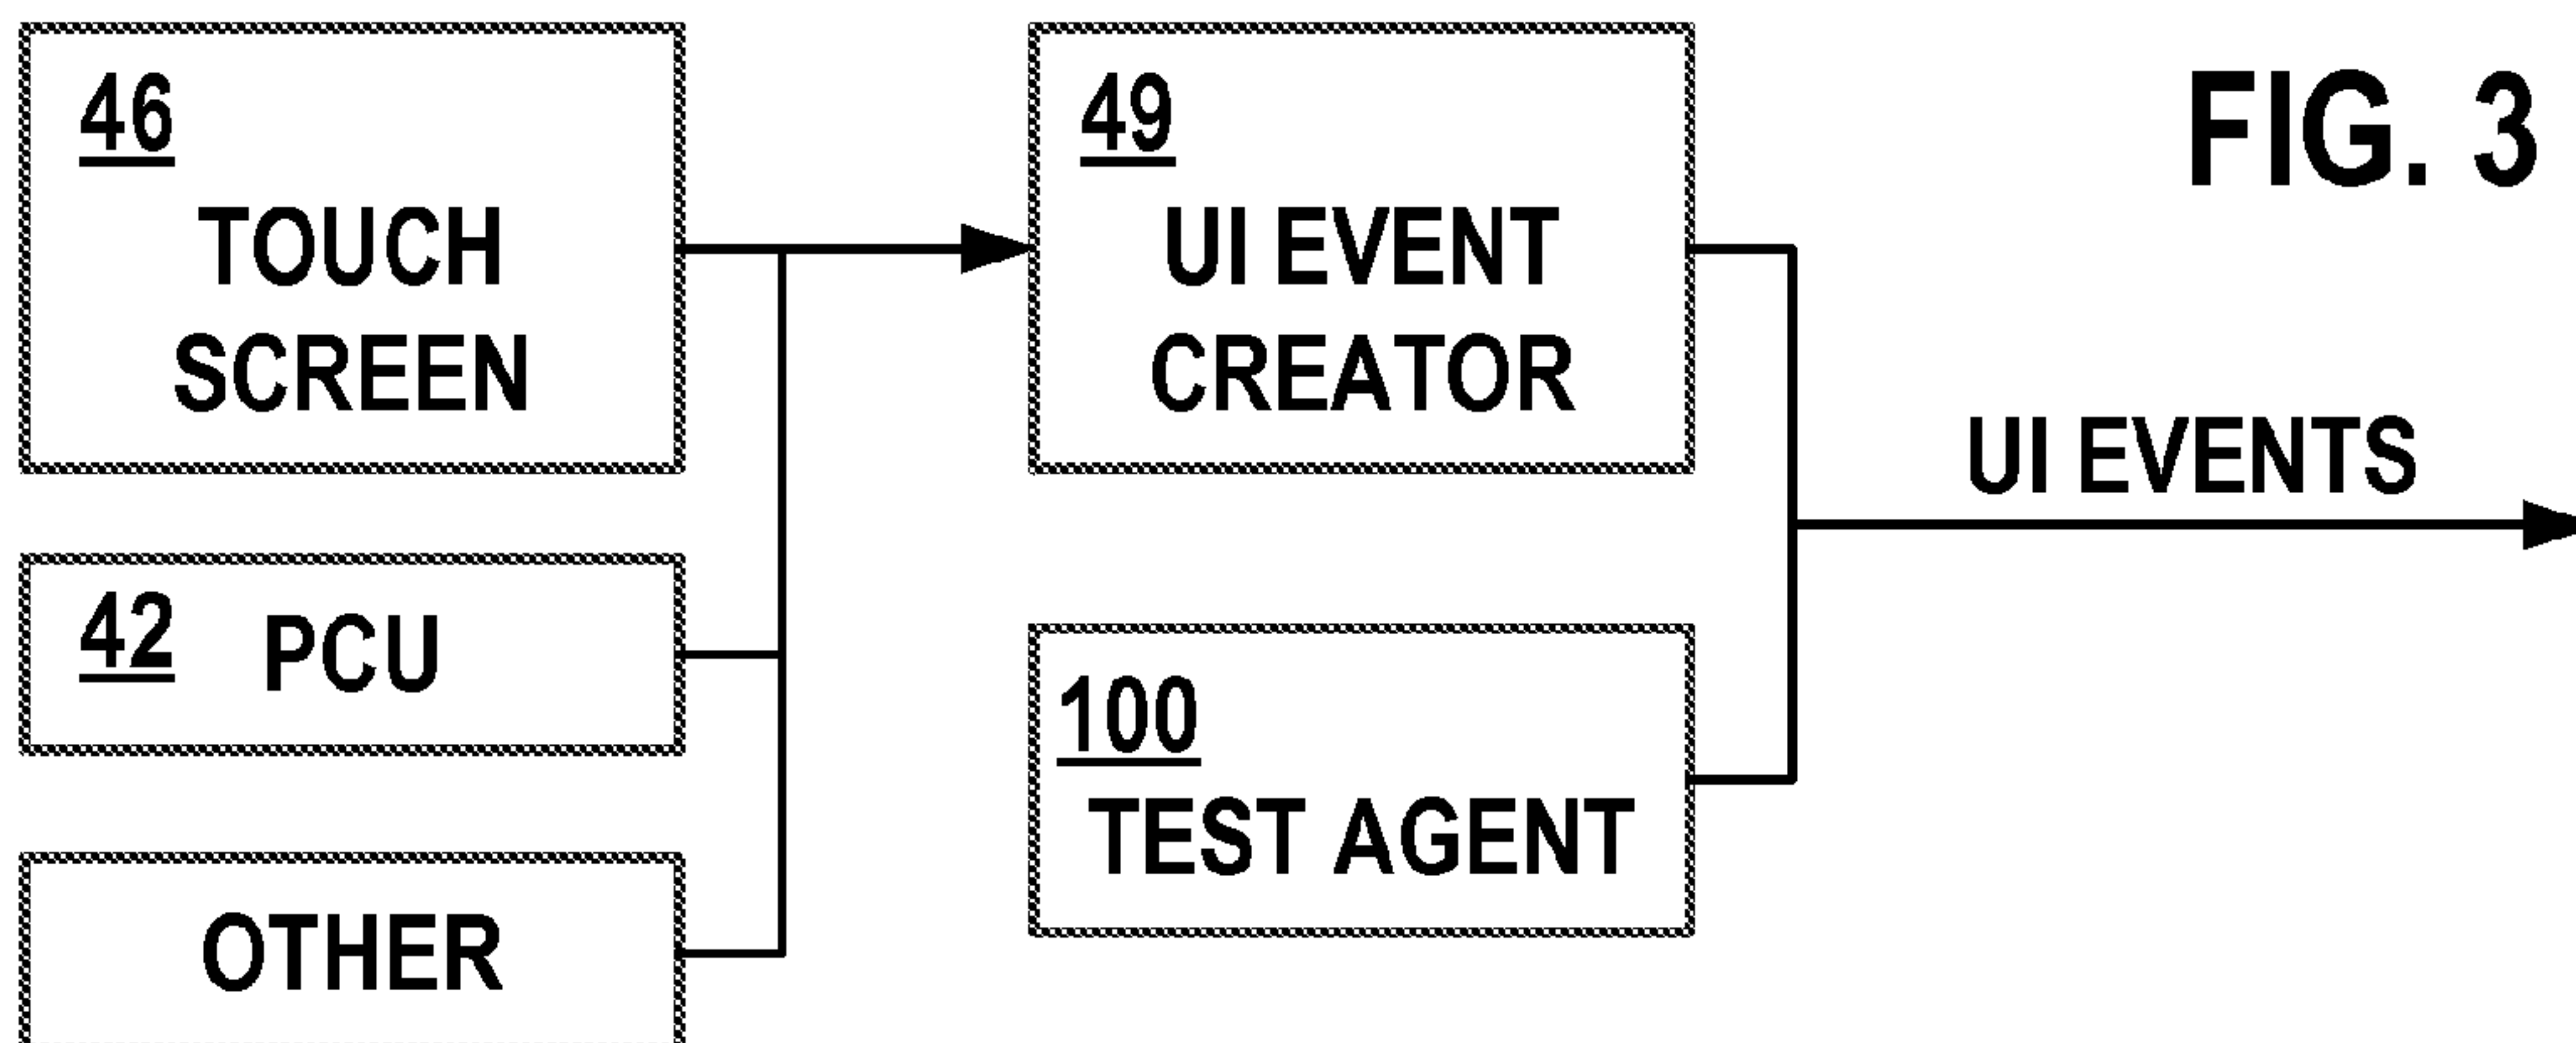 FIG. 3
46
TOUCH
SCREEN
49
UI EVENT
CREATOR
UI EVENTS
42 PCU
100
TEST AGENT
OTHER